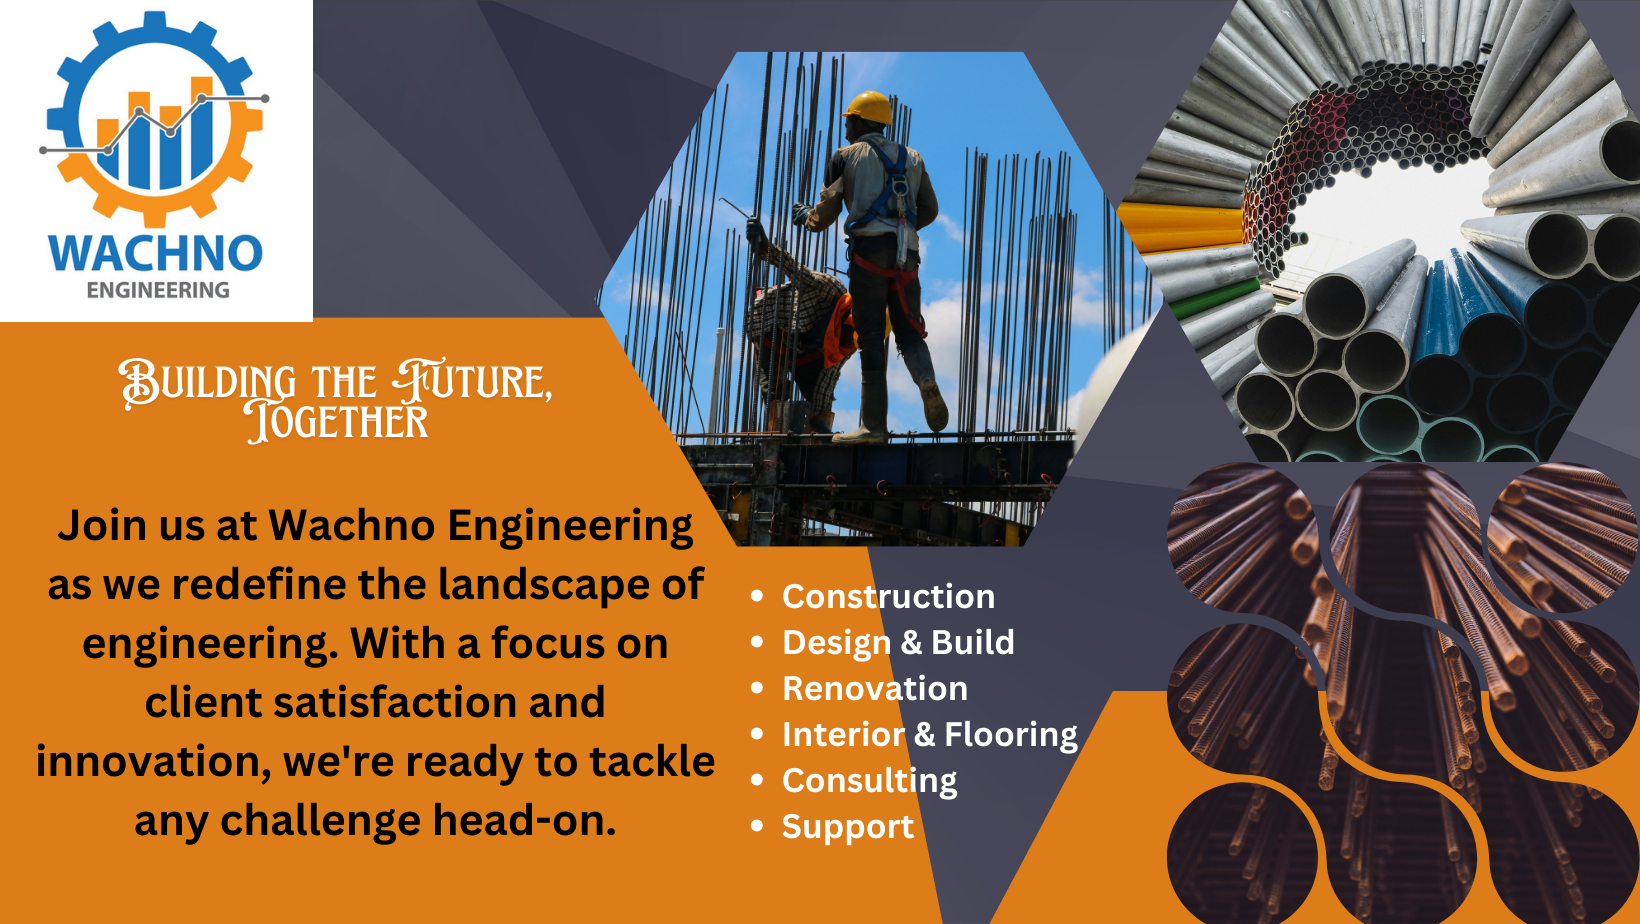 WACHNO
ENGINEERING
Building the Future,
Together
Join us at Wachno Engineering
as we redefine the landscape of
engineering. With a focus on
client satisfaction and
innovation, we're ready to tackle
any challenge head-on.
• Construction
• Design & Build
• Renovation
• Interior & Flooring
• Consulting
• Support